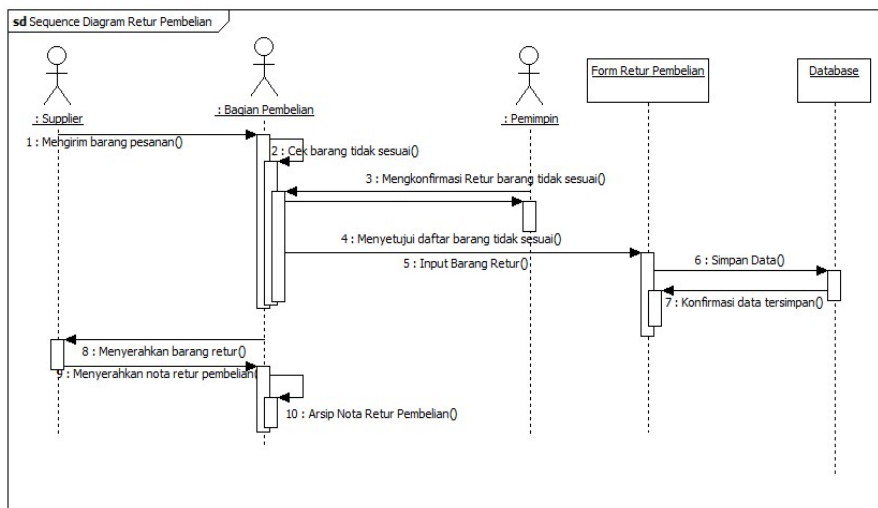 sd Sequence Diagram Retur Pembelian
Form Retur Pembelian
Database
: Supplier
: Bagian Pembelian
: Pemimpin
1 : Mengirim barang pesanan()
2 : Cek barang tidak sesuai()
3 : Mengkonfirmasi Retur barang tidak sesuai()
4 : Menyetujui daftar barang tidak sesuai()
5 : Input Barang Retur()
6 : Simpan Data()
7 : Konfirmasi data tersimpan()
8 : Menyerahkan barang retur()
9 : Menyerahkan nota retur pembelian()
10 : Arsip Nota Retur Pembelian()